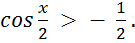 cos x/2 > − 1/2 .